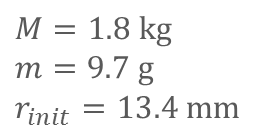 M = 1.8 kg
m = 9.7 g
r_init = 13.4 mm